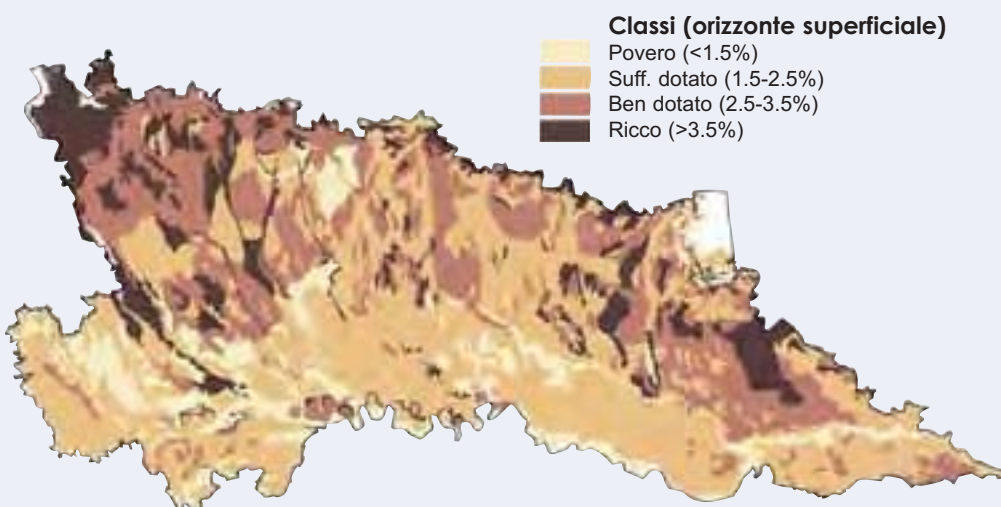 Classi (orizzonte superficiale)
Povero (<1.5%)
Suff. dotato (1.5-2.5%)
Ben dotato (2.5-3.5%)
Ricco (>3.5%)